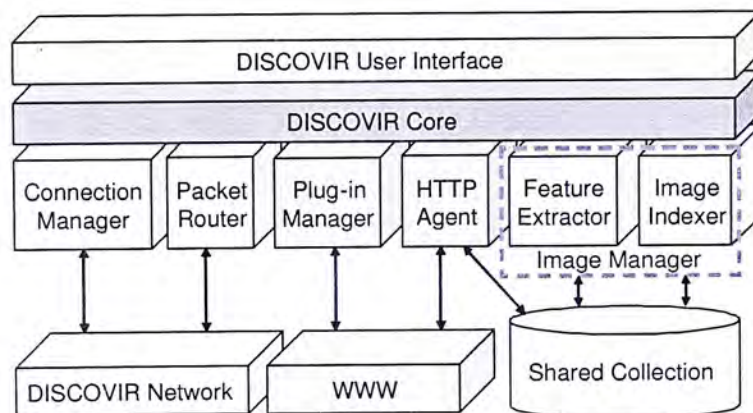 DISCOVIR User Interface
DISCOVIR Core
Connection
Manager
Packet
Router
Plug-in
Manager
HTTP
Agent
Feature
Extractor
Image
Indexer
Image Manager
DISCOVIR Network
WWW
Shared Collection